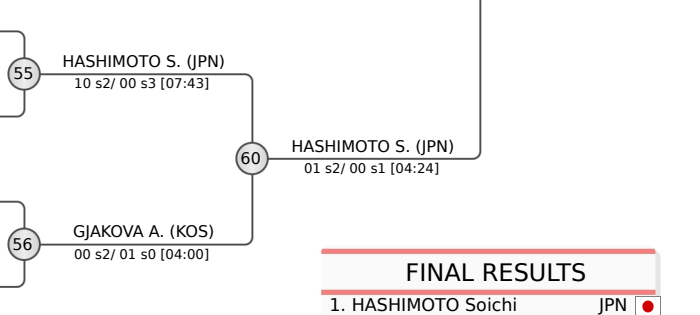 HASHIMOTO S. (JPN)
55
10 s2/ 00 s3 [07:43]
HASHIMOTO S. (JPN)
60
01 s2/ 00 s1 [04:24]
GJAKOVA A. (KOS)
56
00 s2/ 01 s0 [04:00]
FINAL RESULTS
1. HASHIMOTO Soichi JPN